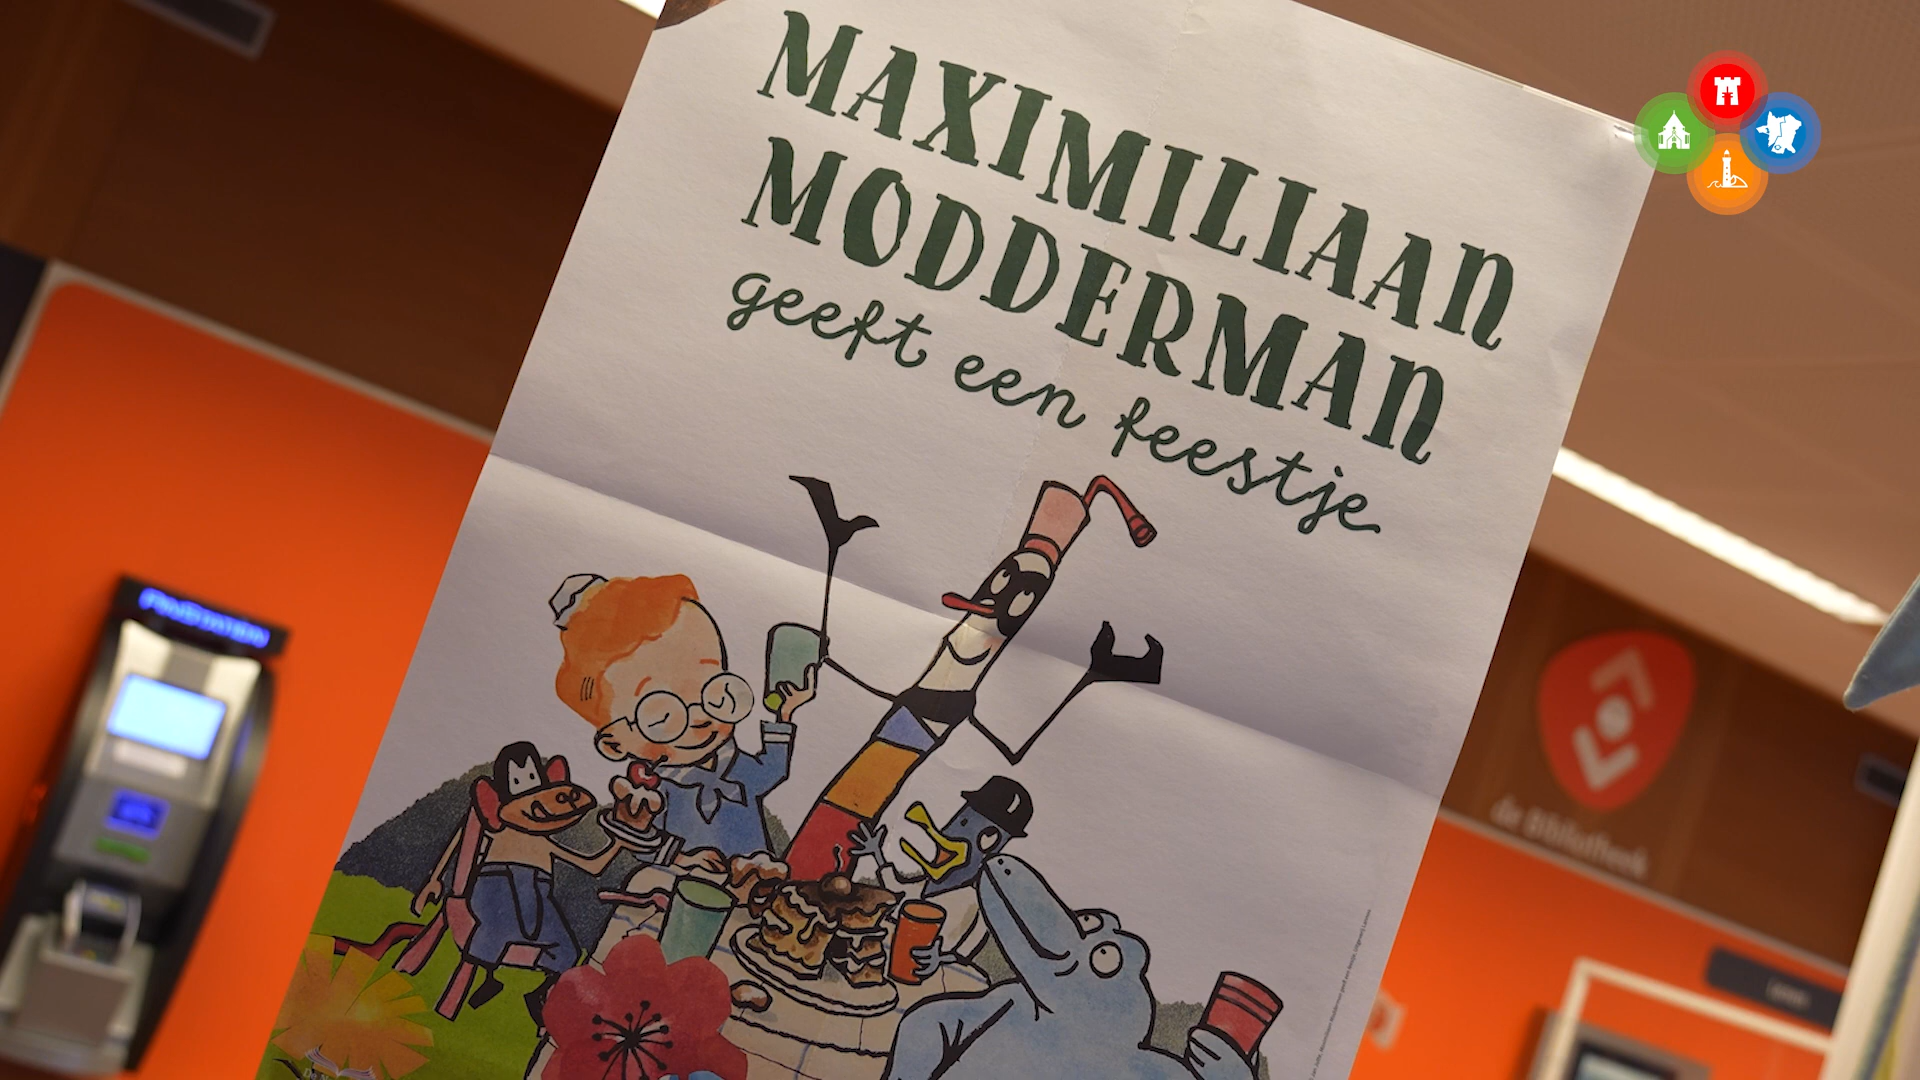 MAXIMILIAAN
MODDERMAN
geeft een feestje
de Bibliotheek